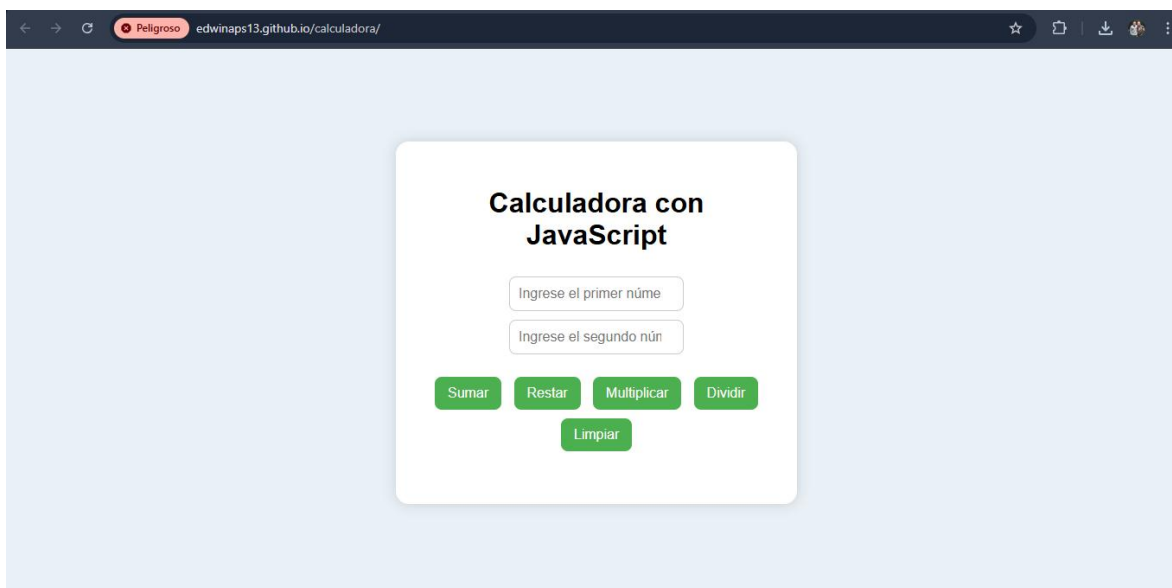 Peligroso edwinaps13.github.io/calculadora/
Calculadora con
JavaScript
Ingrese el primer núme
Ingrese el segundo nún
Sumar Restar Multiplicar Dividir
Limpiar